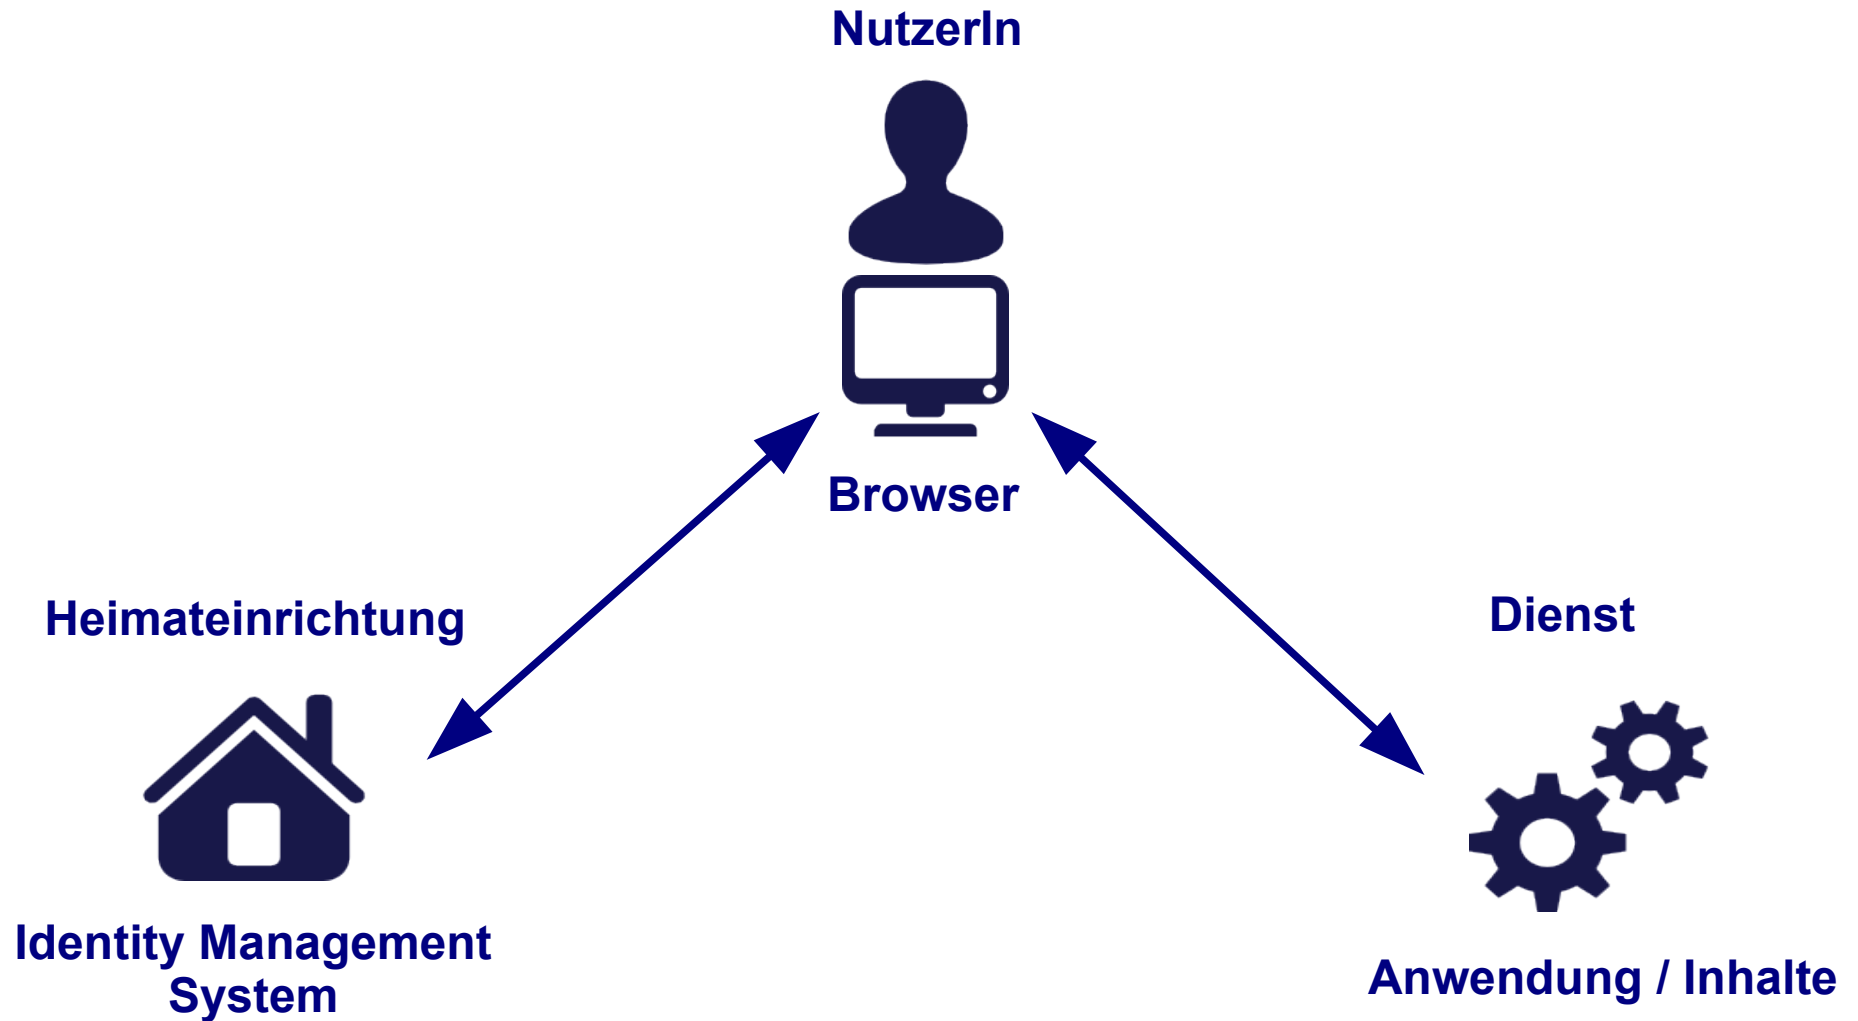 NutzerIn
Browser
Heimateinrichtung
Dienst
Identity Management
System
Anwendung / Inhalte